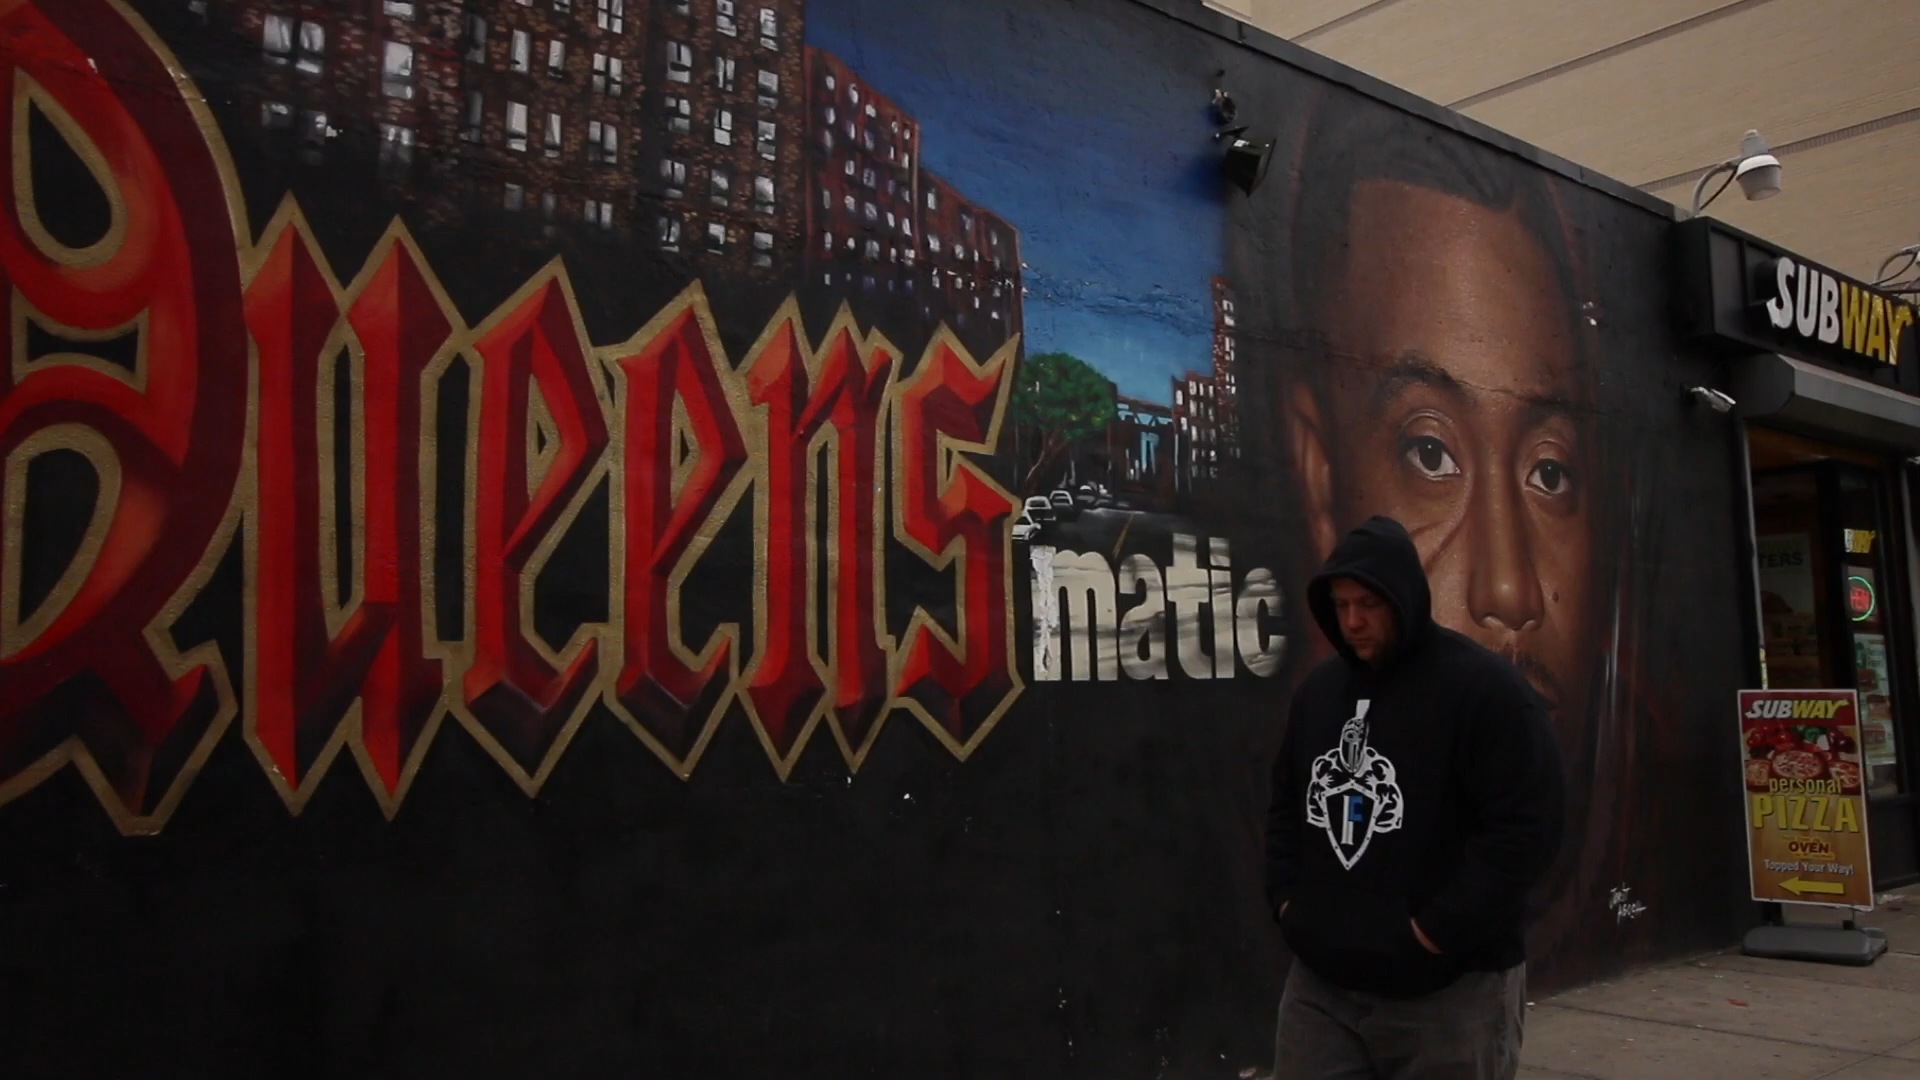 Queens
matic
SUBWAY
SUBWAY
personal
PIZZA
OVEN
Topped Your Way!